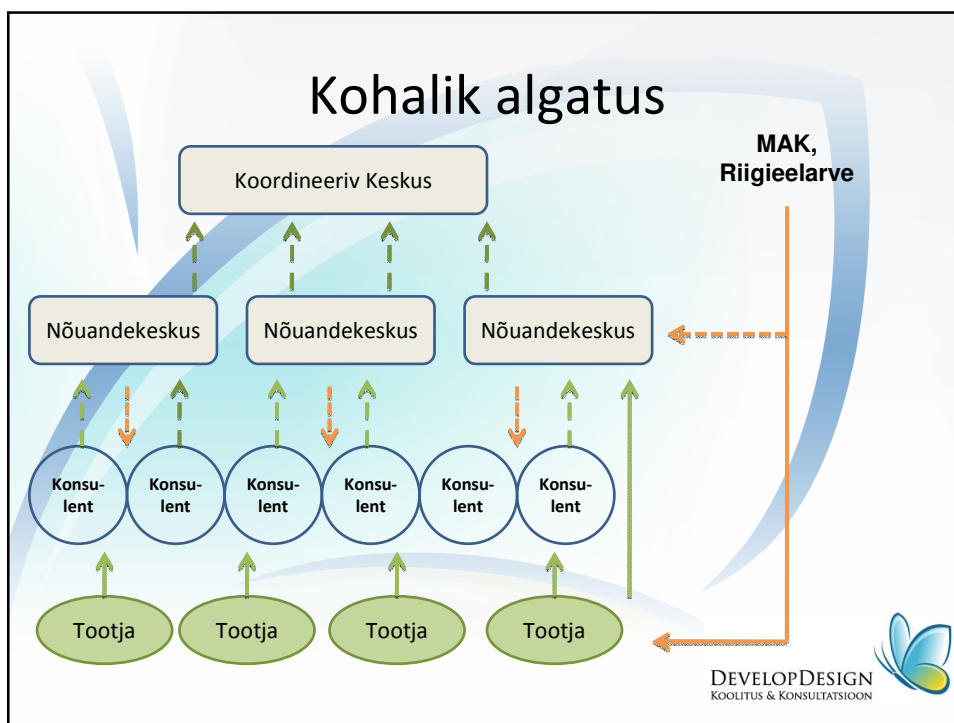 Kohalik algatus
MAK,
Riigieelarve
Koordineeriv Keskus
Nõuandekeskus
Nõuandekeskus
Nõuandekeskus
Konsu-
lent
Konsu-
lent
Konsu-
lent
Konsu-
lent
Konsu-
lent
Konsu-
lent
Tootja
Tootja
Tootja
Tootja
DEVELOPDESIGN
KOOLITUS & KONSULTATSIOON